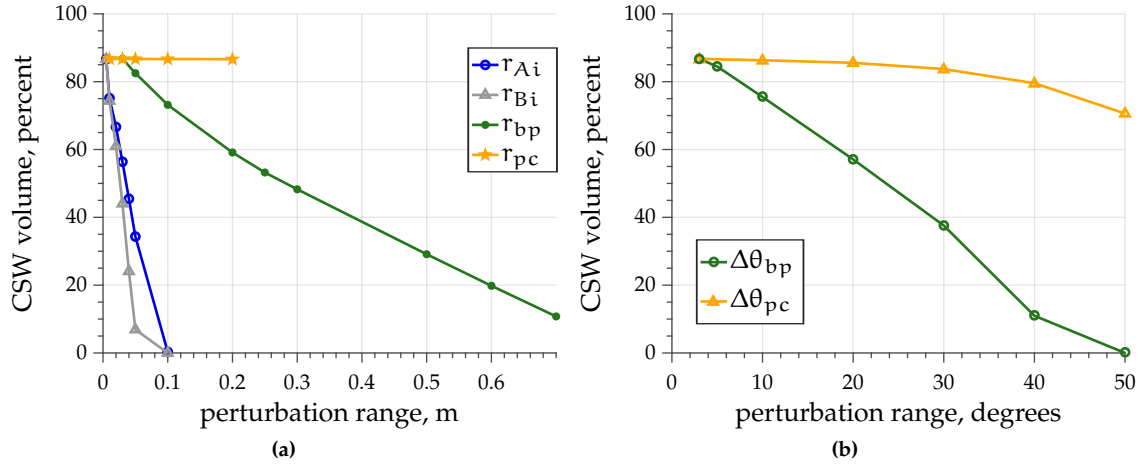 100
80
60
40
20
0
CSW volume, percent
0
0.1
0.2
0.3
0.4
0.5
0.6
perturbation range, m
r_Ai
r_Bi
r_bp
r_pc
(a)
100
80
60
40
20
0
CSW volume, percent
0
10
20
30
40
50
perturbation range, degrees
Δθ_bp
Δθ_pc
(b)